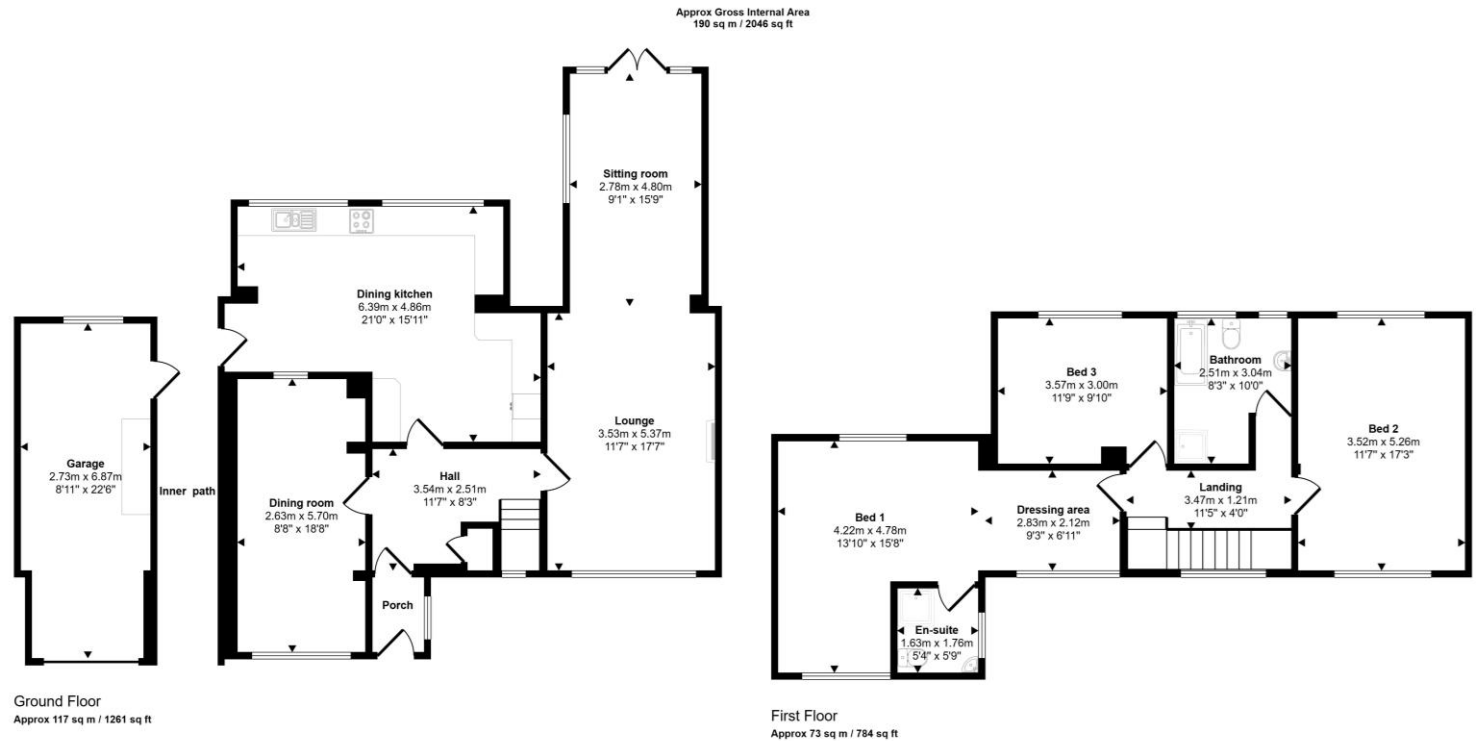 Approx Gross Internal Area
190 sq m / 2046 sq ft
Sitting room
2.78m x 4.80m
9'1" x 15'9"
Dining kitchen
6.39m x 4.86m
21'0" x 15'11"
Garage
2.73m x 6.87m
8'11" x 22'6"
Inner path
Dining room
2.63m x 5.70m
8'8" x 18'8"
Hall
3.54m x 2.51m
11'7" x 8'3"
Lounge
3.53m x 5.37m
11'7" x 17'7"
Porch
Ground Floor
Approx 117 sq m / 1261 sq ft
Bed 3
3.57m x 3.00m
11'9" x 9'10"
Bathroom
2.51m x 3.04m
8'3" x 10'0"
Bed 2
3.52m x 5.26m
11'7" x 17'3"
Landing
3.47m x 1.21m
11'5" x 4'0"
Bed 1
4.22m x 4.78m
13'10" x 15'8"
Dressing area
2.83m x 2.12m
9'3" x 6'11"
En-suite
1.63m x 1.76m
5'4" x 5'9"
First Floor
Approx 73 sq m / 784 sq ft